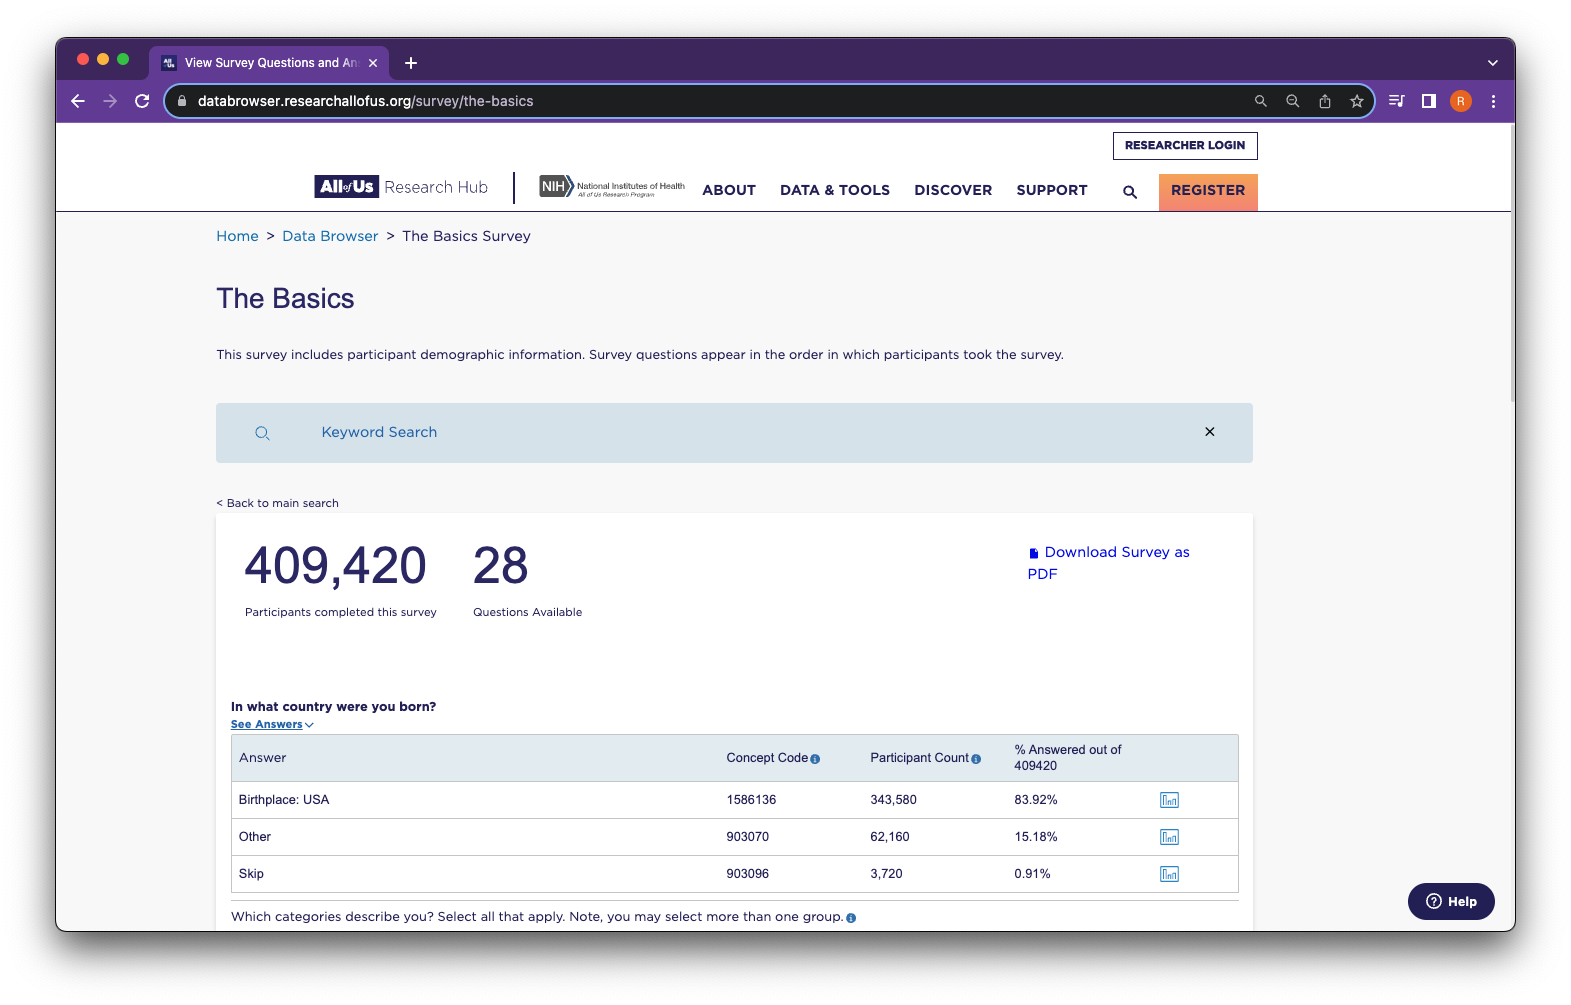 All of Us
View Survey Questions and An
databrowser.researchallofus.org/survey/the-basics
R
RESEARCHER LOGIN
All of Us Research Hub
NIH National Institutes of Health
All of Us Research Program
ABOUT
DATA & TOOLS
DISCOVER
SUPPORT
REGISTER
Home > Data Browser > The Basics Survey
The Basics
This survey includes participant demographic information. Survey questions appear in the order in which participants took the survey.
Keyword Search
< Back to main search
409,420
28
Download Survey as
PDF
Participants completed this survey
Questions Available
In what country were you born?
See Answers
Answer
Concept Code
Participant Count
% Answered out of
409420
Birthplace: USA 1586136 343,580 83.92%
Other 903070 62,160 15.18%
Skip 903096 3,720 0.91%
Which categories describe you? Select all that apply. Note, you may select more than one group.
Help